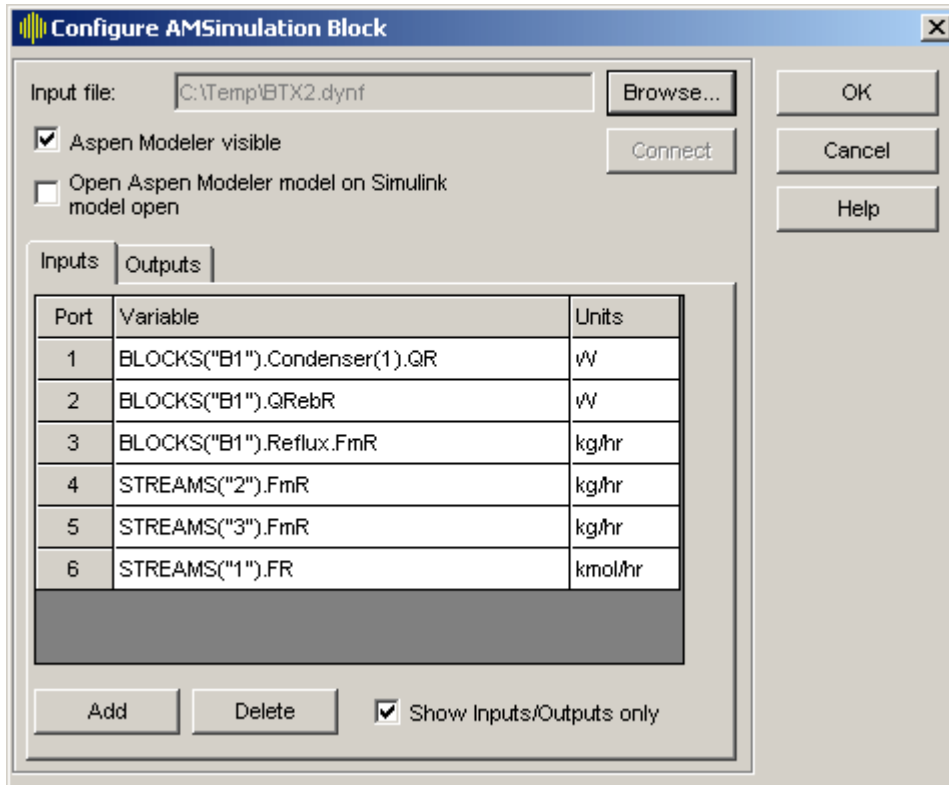 Configure AMSimulation Block
Input file: C:\Temp\BTX2.dynf Browse... OK
Aspen Modeler visible Connect Cancel
Open Aspen Modeler model on Simulink
model open
Help
Inputs Outputs
Port Variable Units
1 BLOCKS("B1").Condenser(1).QR W
2 BLOCKS("B1").QRebR W
3 BLOCKS("B1").Reflux.FmR kg/hr
4 STREAMS("2").FmR kg/hr
5 STREAMS("3").FmR kg/hr
6 STREAMS("1").FR kmol/hr
Add Delete Show Inputs/Outputs only